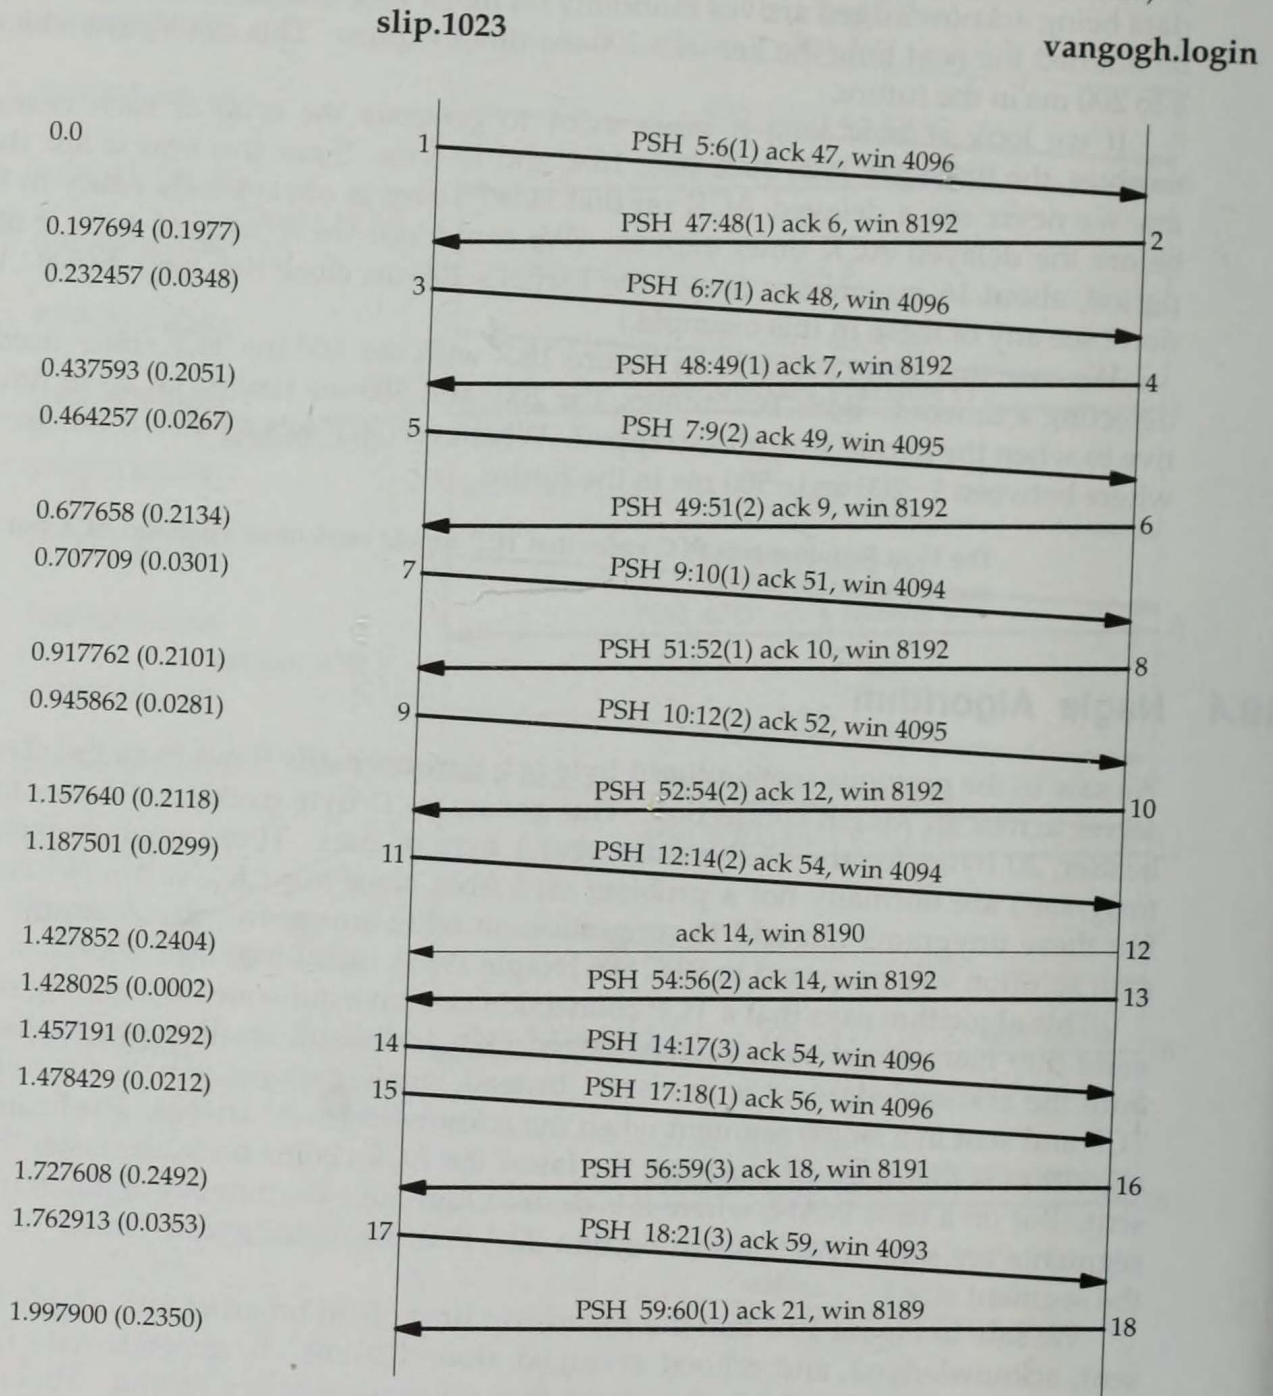 slip.1023
vangogh.login
0.0
1
PSH 5:6(1) ack 47, win 4096
0.197694 (0.1977)
PSH 47:48(1) ack 6, win 8192
2
0.232457 (0.0348)
3
PSH 6:7(1) ack 48, win 4096
0.437593 (0.2051)
PSH 48:49(1) ack 7, win 8192
4
0.464257 (0.0267)
5
PSH 7:9(2) ack 49, win 4095
0.677658 (0.2134)
PSH 49:51(2) ack 9, win 8192
6
0.707709 (0.0301)
7
PSH 9:10(1) ack 51, win 4094
0.917762 (0.2101)
PSH 51:52(1) ack 10, win 8192
8
0.945862 (0.0281)
9
PSH 10:12(2) ack 52, win 4095
1.157640 (0.2118)
PSH 52:54(2) ack 12, win 8192
10
1.187501 (0.0299)
11
PSH 12:14(2) ack 54, win 4094
1.427852 (0.2404)
ack 14, win 8190
12
1.428025 (0.0002)
PSH 54:56(2) ack 14, win 8192
13
1.457191 (0.0292)
14
PSH 14:17(3) ack 54, win 4096
1.478429 (0.0212)
15
PSH 17:18(1) ack 56, win 4096
1.727608 (0.2492)
PSH 56:59(3) ack 18, win 8191
16
1.762913 (0.0353)
17
PSH 18:21(3) ack 59, win 4093
1.997900 (0.2350)
PSH 59:60(1) ack 21, win 8189
18